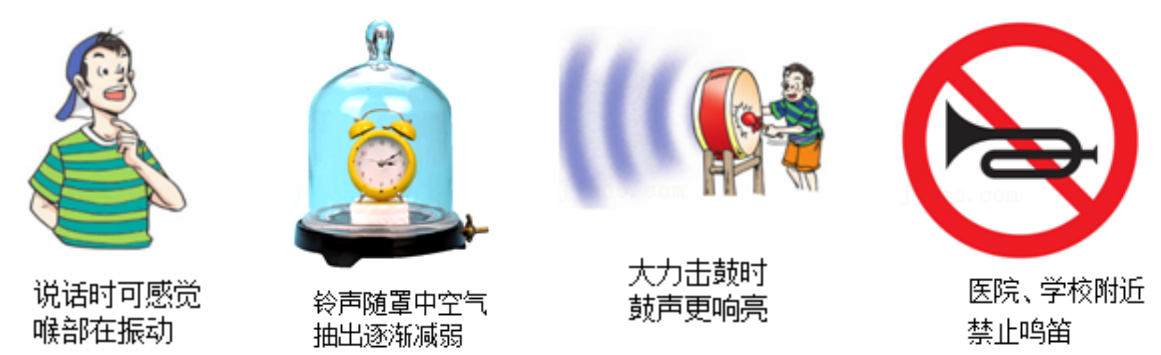 说话时可感觉
喉部在振动
铃声随罩中空气
抽出逐渐减弱
大力击鼓时
鼓声更响亮
医院、学校附近
禁止鸣笛